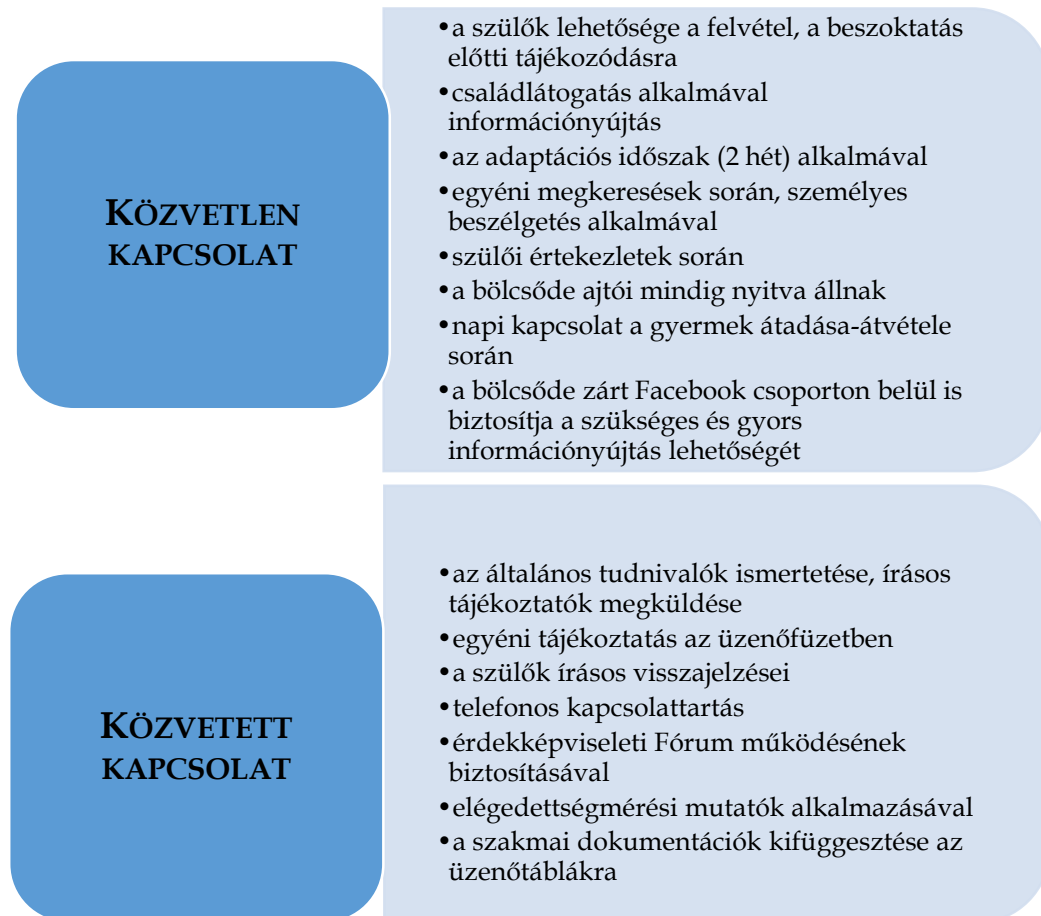 KÖZVETLEN
KAPCSOLAT
•a szülők lehetősége a felvétel, a beszoktatás
előtti tájékozódásra
•családlátogatás alkalmával
információnyújtás
•az adaptációs időszak (2 hét) alkalmával
•egyéni megkeresések során, személyes
beszélgetés alkalmával
•szülői értekezletek során
•a bölcsőde ajtói mindig nyitva állnak
•napi kapcsolat a gyermek átadása-átvétele
során
•a bölcsőde zárt Facebook csoporton belül is
biztosítja a szükséges és gyors
információnyújtás lehetőségét
KÖZVETETT
KAPCSOLAT
•az általános tudnivalók ismertetése, írásos
tájékoztatók megküldése
•egyéni tájékoztatás az üzenőfüzetben
•a szülők írásos visszajelzései
•telefonos kapcsolattartás
•érdekképviseleti Fórum működésének
biztosításával
•elégedettségmérési mutatók alkalmazásával
•a szakmai dokumentációk kifüggesztése az
üzenőtáblákra